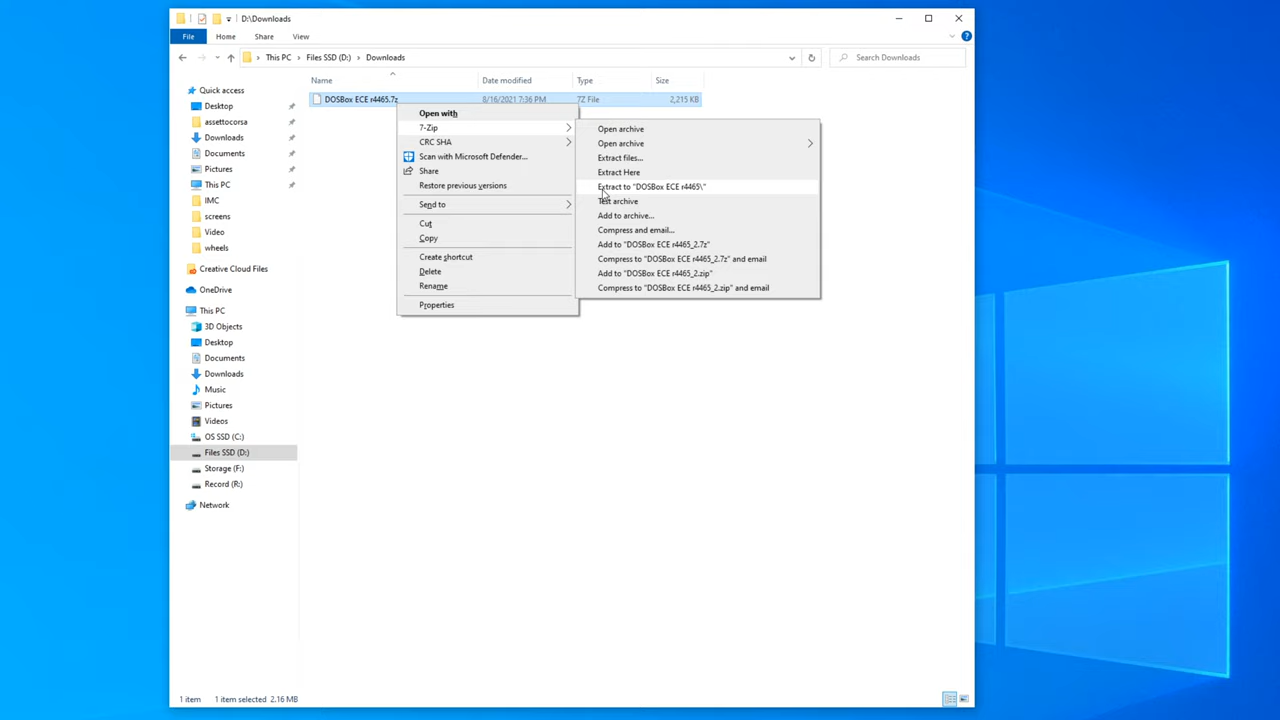 D:\Downloads
File Home Share View
This PC Files SSD (D:) Downloads
Search Downloads
Name Date modified Type Size
DOSBox ECE r4465.7z 8/16/2021 7:36 PM 7Z File 2,215 KB
Quick access
Desktop
assettocorsa
Downloads
Documents
Pictures
This PC
IMC
screens
Video
wheels
Creative Cloud Files
OneDrive
This PC
3D Objects
Desktop
Documents
Downloads
Music
Pictures
Videos
OS SSD (C:)
Files SSD (D:)
Storage (F:)
Record (R:)
Network
Open with
7-Zip
CRC SHA
Scan with Microsoft Defender...
Share
Restore previous versions
Send to
Cut
Copy
Create shortcut
Delete
Rename
Properties
Open archive
Open archive
Extract files...
Extract Here
Extract to "DOSBox ECE r4465\"
Test archive
Add to archive...
Compress and email...
Add to "DOSBox ECE r4465_2.7z"
Compress to "DOSBox ECE r4465_2.7z" and email
Add to "DOSBox ECE r4465_2.zip"
Compress to "DOSBox ECE r4465_2.zip" and email
1 item 1 item selected 2.16 MB